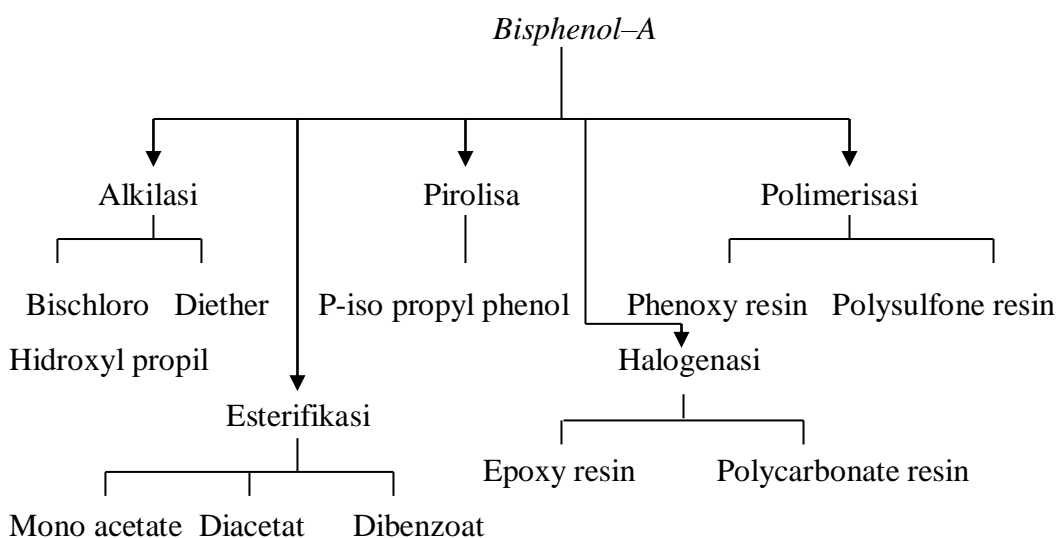 Bisphenol–A
Alkilasi Pirolisa Polimerisasi
Bischloro Diether P-iso propyl phenol Phenoxy resin Polysulfone resin
Hidroxyl propil Halogenasi
Esterifikasi
Epoxy resin Polycarbonate resin
Mono acetate Diacetat Dibenzoat